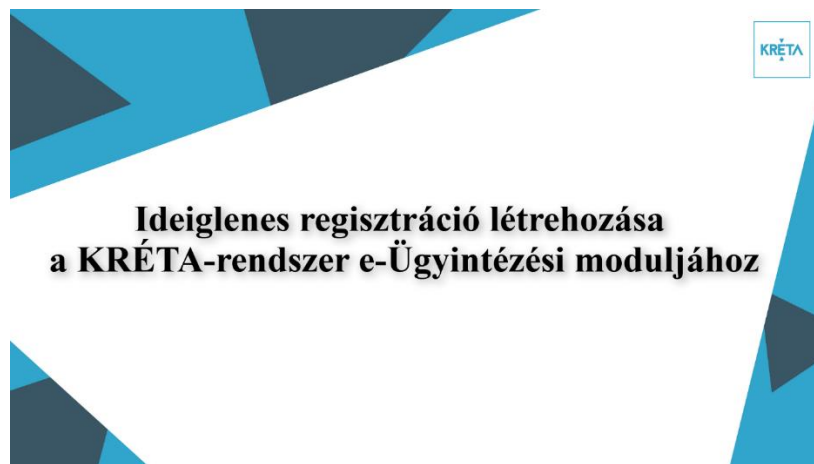 KRÉTA
Ideiglenes regisztráció létrehozása
a KRÉTA-rendszer e-Ügyintézési moduljához